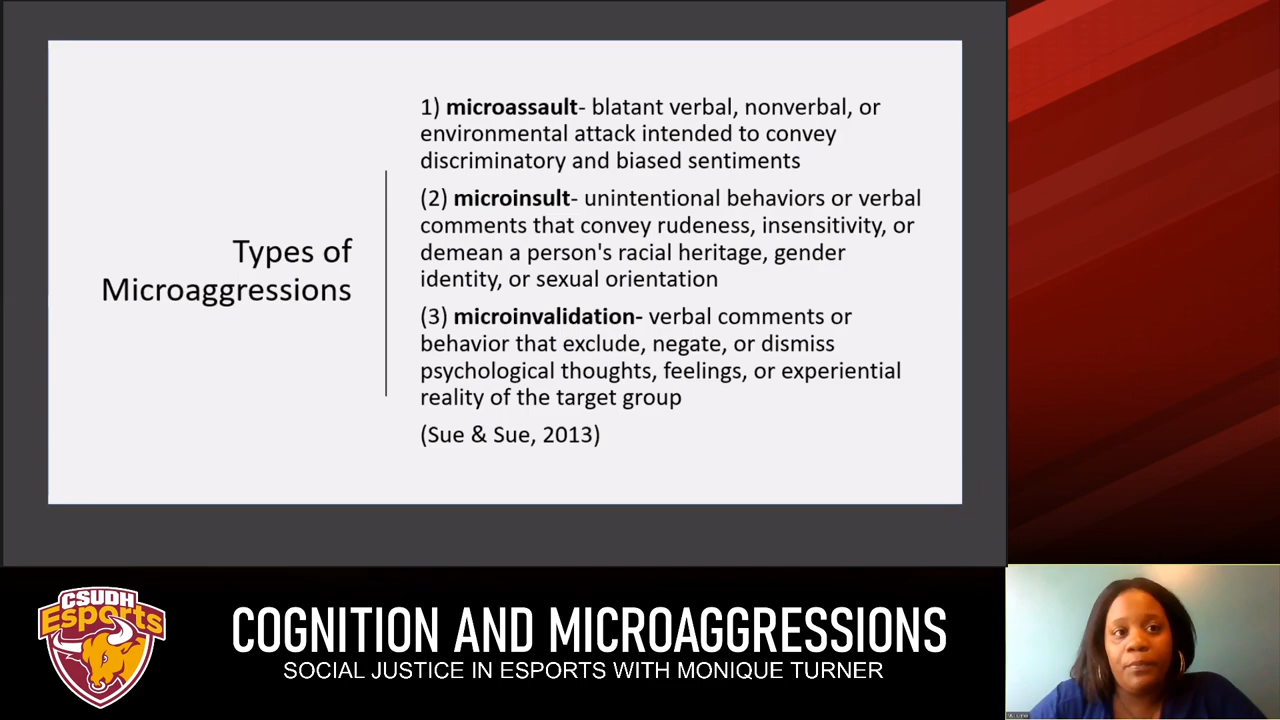 Types of
Microaggressions
1) microassault- blatant verbal, nonverbal, or
environmental attack intended to convey
discriminatory and biased sentiments
(2) microinsult- unintentional behaviors or verbal
comments that convey rudeness, insensitivity, or
demean a person's racial heritage, gender
identity, or sexual orientation
(3) microinvalidation- verbal comments or
behavior that exclude, negate, or dismiss
psychological thoughts, feelings, or experiential
reality of the target group
(Sue & Sue, 2013)
CSUDH
Esports
COGNITION AND MICROAGGRESSIONS
SOCIAL JUSTICE IN ESPORTS WITH MONIQUE TURNER